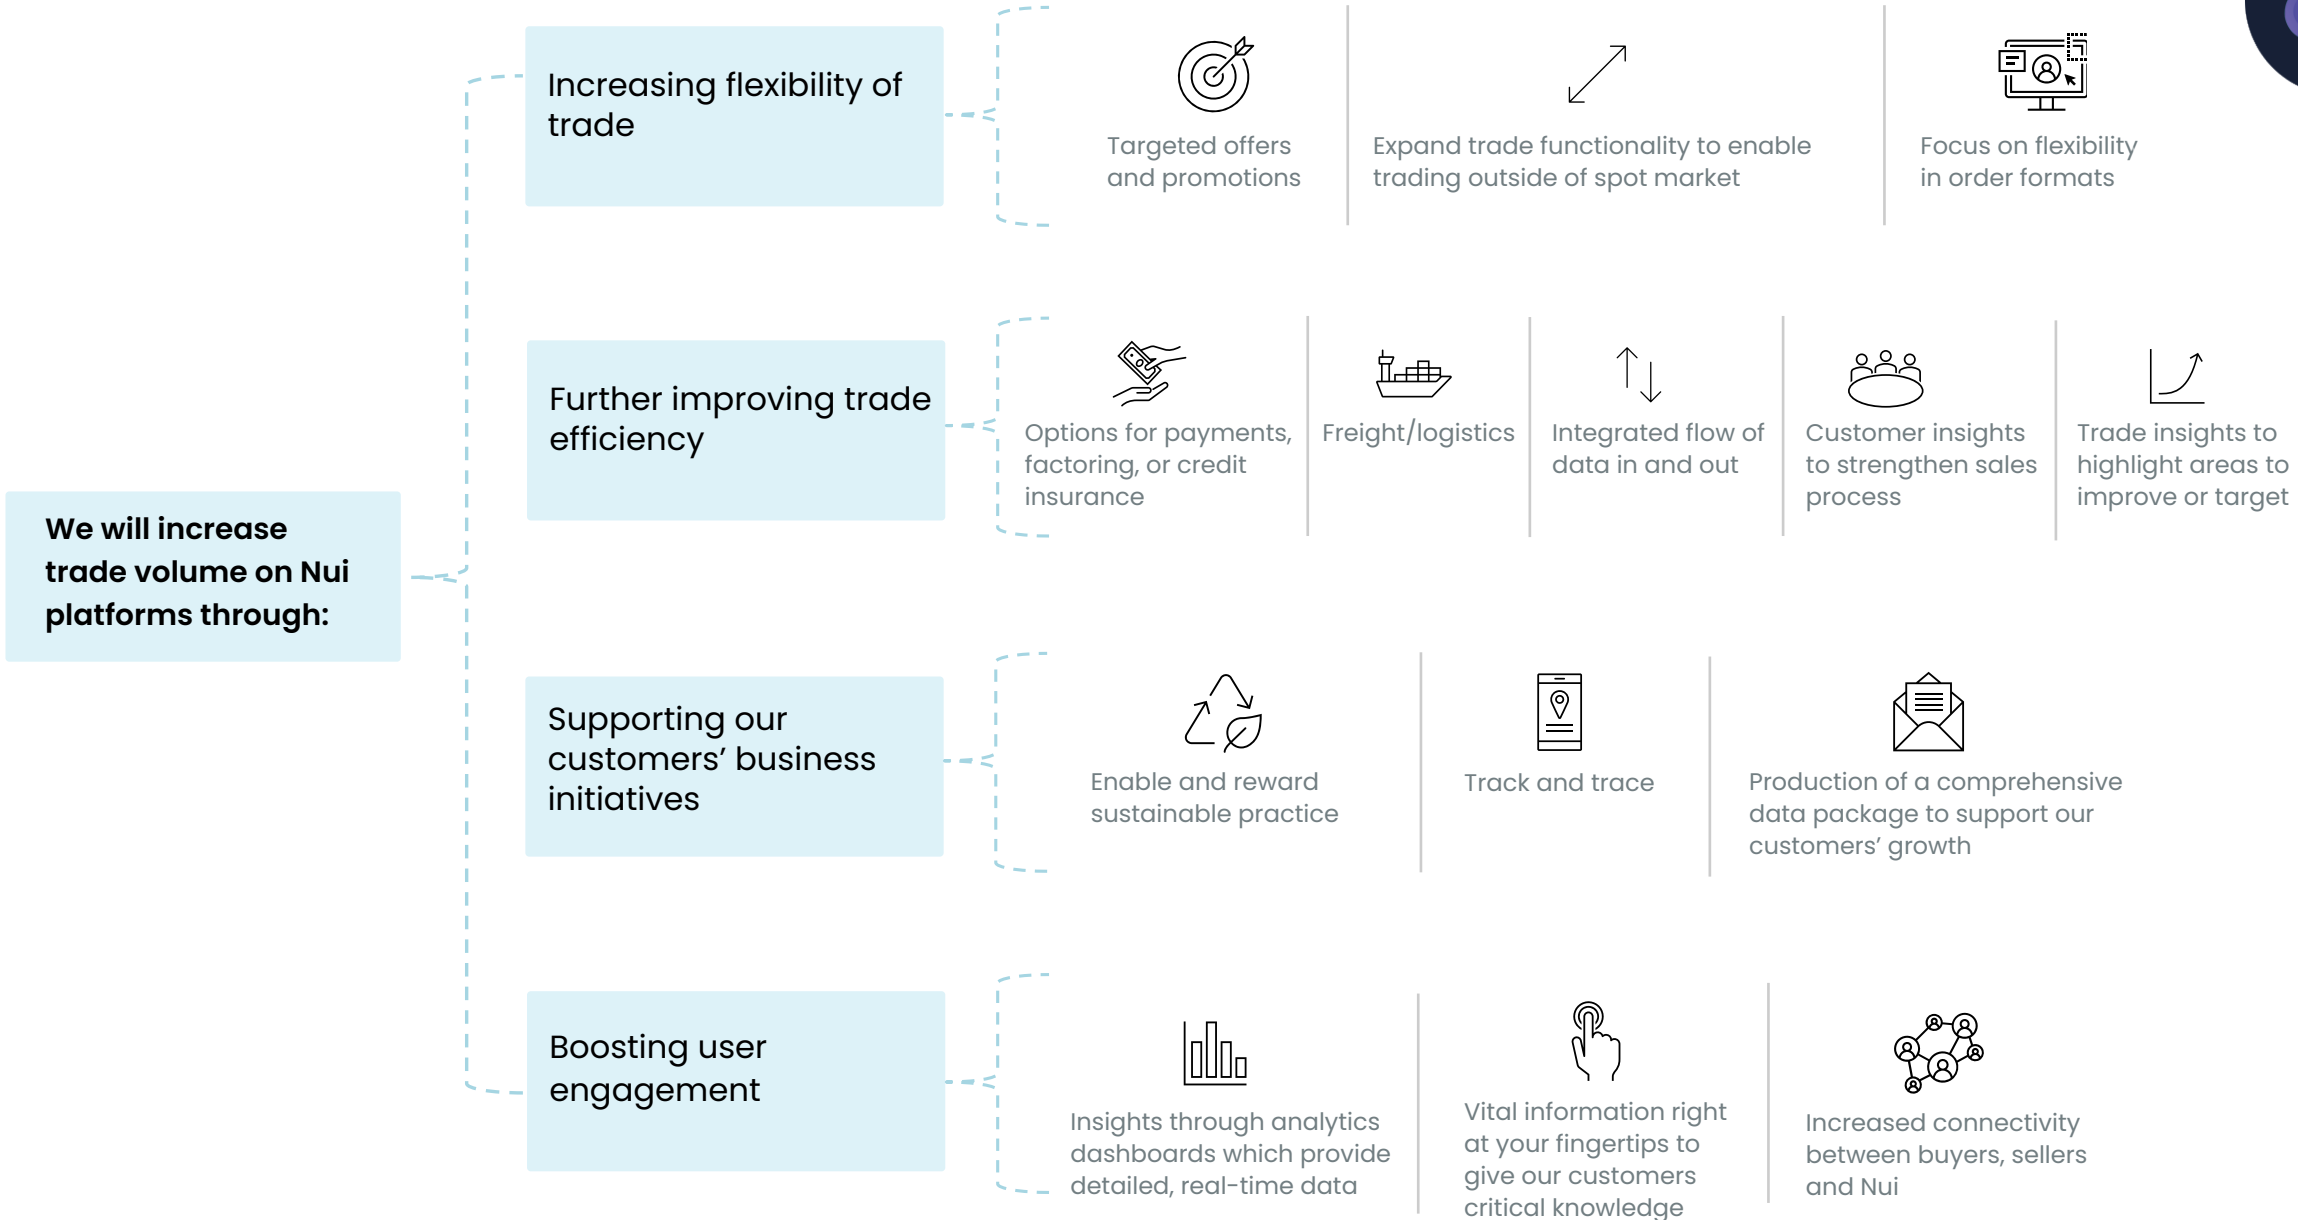 Increasing flexibility of
trade
Targeted offers
and promotions
Expand trade functionality to enable
trading outside of spot market
Focus on flexibility
in order formats
Further improving trade
efficiency
Options for payments,
factoring, or credit
insurance
Freight/logistics
Integrated flow of
data in and out
Customer insights
to strengthen sales
process
Trade insights to
highlight areas to
improve or target
We will increase
trade volume on Nui
platforms through:
Supporting our
customers’ business
initiatives
Enable and reward
sustainable practice
Track and trace
Production of a comprehensive
data package to support our
customers’ growth
Boosting user
engagement
Insights through analytics
dashboards which provide
detailed, real-time data
Vital information right
at your fingertips to
give our customers
critical knowledge
Increased connectivity
between buyers, sellers
and Nui